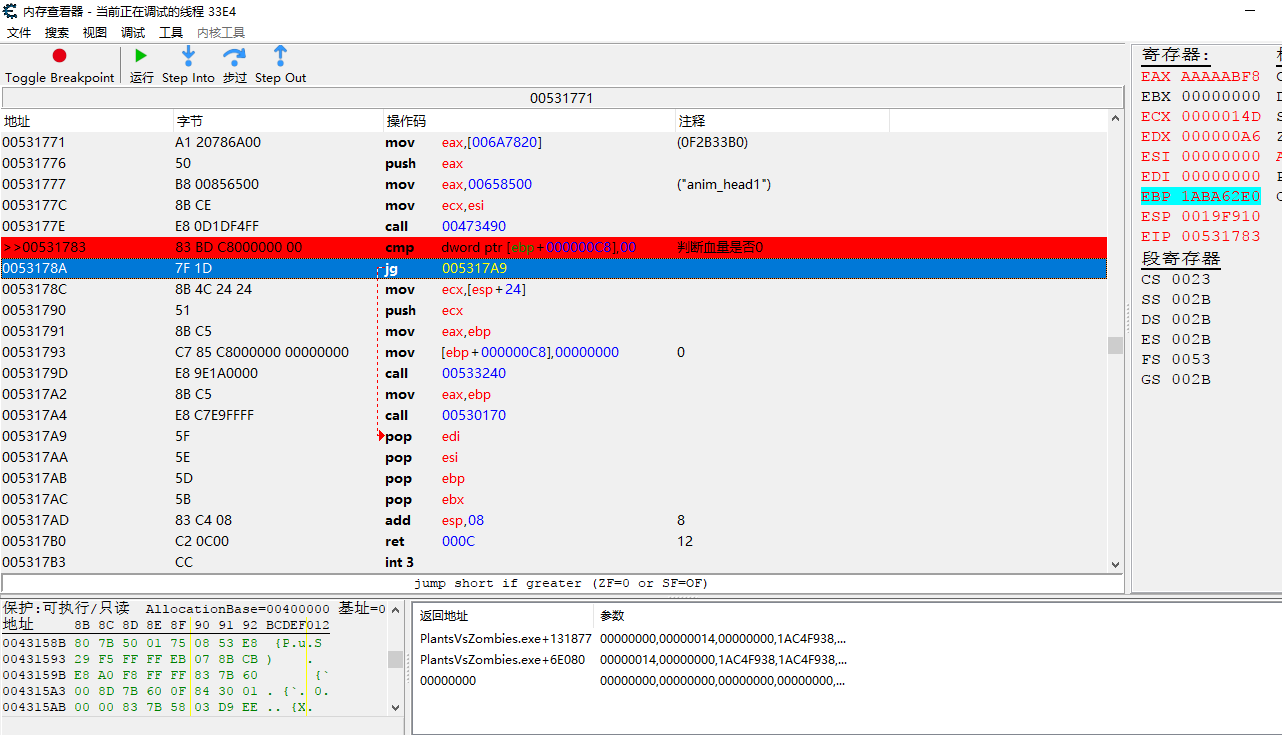 内存查看器 - 当前正在调试的线程 33E4
文件 搜索 视图 调试 工具 内核工具
Toggle Breakpoint 运行 Step Into 步过 Step Out
00531771
地址 字节 操作码 注释
00531771 A1 20786A00 mov eax,[006A7820] (0F2B33B0)
00531776 50 push eax
00531777 B8 00856500 mov eax,00658500 ("anim_head1")
0053177C 8B CE mov ecx,esi
0053177E E8 0D1DF4FF call 00473490
>>00531783 83 BD C8000000 00 cmp dword ptr [ebp+000000C8],00 判断血量是否0
0053178A 7F 1D jg 005317A9
0053178C 8B 4C 24 24 mov ecx,[esp+24]
00531790 51 push ecx
00531791 8B C5 mov eax,ebp
00531793 C7 85 C8000000 00000000 mov [ebp+000000C8],00000000 0
0053179D E8 9E1A0000 call 00533240
005317A2 8B C5 mov eax,ebp
005317A4 E8 C7E9FFFF call 00530170
005317A9 5F pop edi
005317AA 5E pop esi
005317AB 5D pop ebp
005317AC 5B pop ebx
005317AD 83 C4 08 add esp,08 8
005317B0 C2 0C00 ret 000C 12
005317B3 CC int 3
jump short if greater (ZF=0 or SF=OF)
寄存器:
EAX AAAAABF8
EBX 00000000
ECX 0000014D
EDX 000000A6
ESI 00000000
EDI 00000000
EBP 1ABA62E0
ESP 0019F910
EIP 00531783
段寄存器
CS 0023
SS 002B
DS 002B
ES 002B
FS 0053
GS 002B
保护:可执行/只读 AllocationBase=00400000 基址=0
地址 8B 8C 8D 8E 8F 90 91 92 BCDEF012
0043158B 80 7B 50 01 75 08 53 E8 {P.u.S
00431593 29 F5 FF FF EB 07 8B CB ) .
0043159B E8 A0 F8 FF FF 83 7B 60 {`
004315A3 00 8D 7B 60 0F 84 30 01 . {`. 0.
004315AB 00 00 83 7B 58 03 D9 EE .. {X.
返回地址 参数
PlantsVsZombies.exe+131877 00000000,00000014,00000000,1AC4F938,...
PlantsVsZombies.exe+6E080 00000014,00000000,1AC4F938,1AC4F938,...
00000000 00000000,00000000,00000000,00000000,...